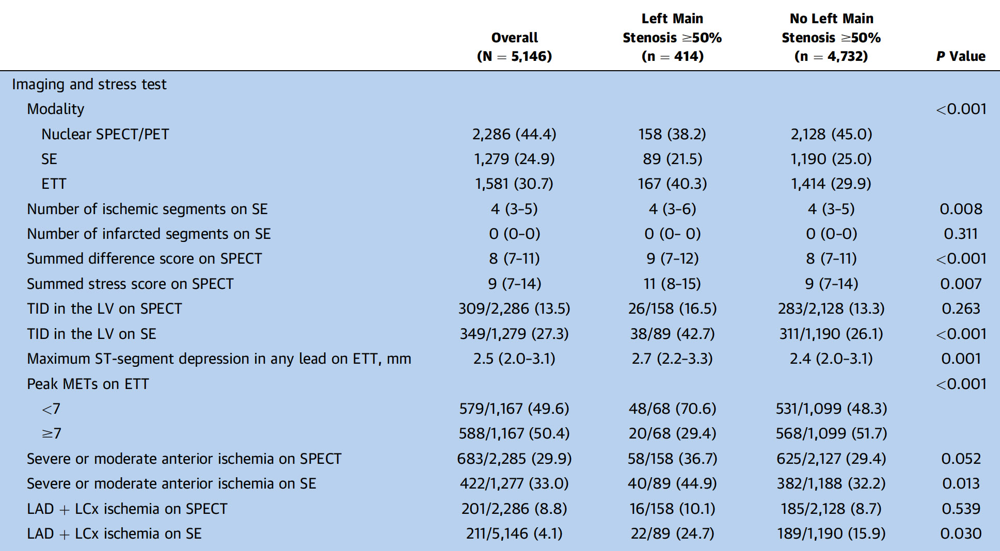 Overall (N = 5,146) Left Main Stenosis ≥50% (n = 414) No Left Main Stenosis ≥50% (n = 4,732) P Value
Imaging and stress test
Modality <0.001
Nuclear SPECT/PET 2,286 (44.4) 158 (38.2) 2,128 (45.0)
SE 1,279 (24.9) 89 (21.5) 1,190 (25.0)
ETT 1,581 (30.7) 167 (40.3) 1,414 (29.9)
Number of ischemic segments on SE 4 (3–5) 4 (3–6) 4 (3–5) 0.008
Number of infarcted segments on SE 0 (0–0) 0 (0– 0) 0 (0–0) 0.311
Summed difference score on SPECT 8 (7–11) 9 (7–12) 8 (7–11) <0.001
Summed stress score on SPECT 9 (7–14) 11 (8–15) 9 (7–14) 0.007
TID in the LV on SPECT 309/2,286 (13.5) 26/158 (16.5) 283/2,128 (13.3) 0.263
TID in the LV on SE 349/1,279 (27.3) 38/89 (42.7) 311/1,190 (26.1) <0.001
Maximum ST-segment depression in any lead on ETT, mm 2.5 (2.0–3.1) 2.7 (2.2–3.3) 2.4 (2.0–3.1) 0.001
Peak METs on ETT <0.001
<7 579/1,167 (49.6) 48/68 (70.6) 531/1,099 (48.3)
≥7 588/1,167 (50.4) 20/68 (29.4) 568/1,099 (51.7)
Severe or moderate anterior ischemia on SPECT 683/2,285 (29.9) 58/158 (36.7) 625/2,127 (29.4) 0.052
Severe or moderate anterior ischemia on SE 422/1,277 (33.0) 40/89 (44.9) 382/1,188 (32.2) 0.013
LAD + LCx ischemia on SPECT 201/2,286 (8.8) 16/158 (10.1) 185/2,128 (8.7) 0.539
LAD + LCx ischemia on SE 211/5,146 (4.1) 22/89 (24.7) 189/1,190 (15.9) 0.030